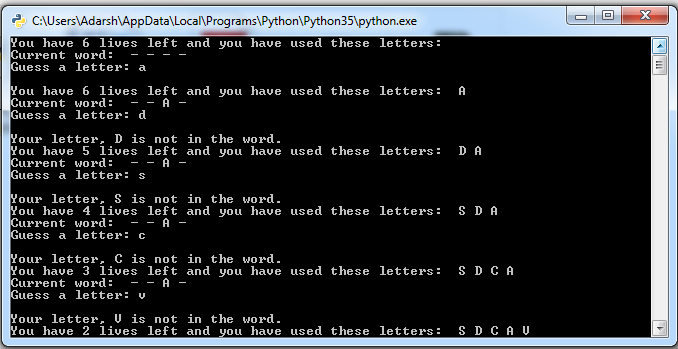 C:\Users\Adarsh\AppData\Local\Programs\Python\Python35\python.exe
You have 6 lives left and you have used these letters:
Current word:  - - - -
Guess a letter: a
You have 6 lives left and you have used these letters:  A
Current word:  - - A -
Guess a letter: d
Your letter, D is not in the word.
You have 5 lives left and you have used these letters:  D A
Current word:  - - A -
Guess a letter: s
Your letter, S is not in the word.
You have 4 lives left and you have used these letters:  S D A
Current word:  - - A -
Guess a letter: c
Your letter, C is not in the word.
You have 3 lives left and you have used these letters:  S D C A
Current word:  - - A -
Guess a letter: v
Your letter, V is not in the word.
You have 2 lives left and you have used these letters:  S D C A V